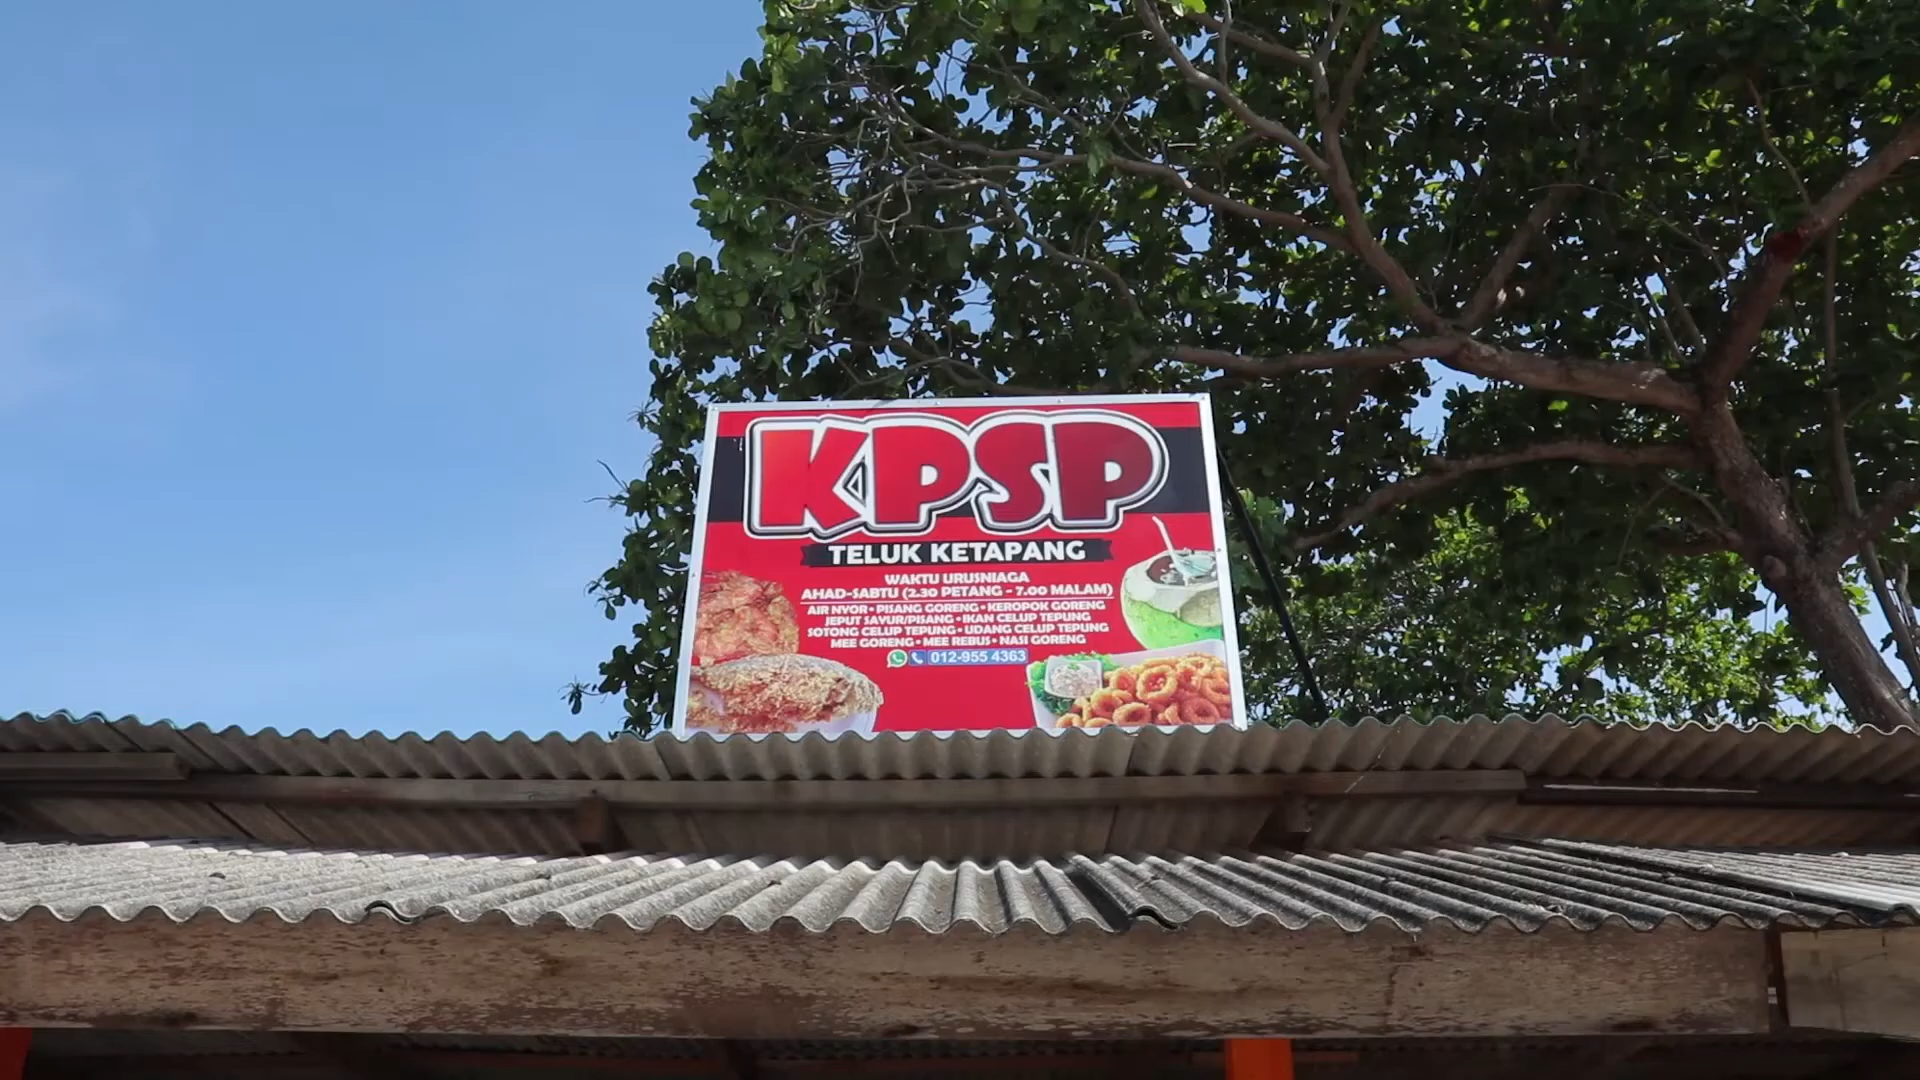 KPSP
TELUK KETAPANG
WAKTU URUSNIAGA
AHAD-SABTU (2.30 PETANG - 7.00 MALAM)
AIR NYOR • PISANG GORENG • KEROPOK GORENG
JEPUT SAYUR/PISANG • IKAN CELUP TEPUNG
SOTONG CELUP TEPUNG • UDANG CELUP TEPUNG
MEE GORENG • MEE REBUS • NASI GORENG
012-955 4363